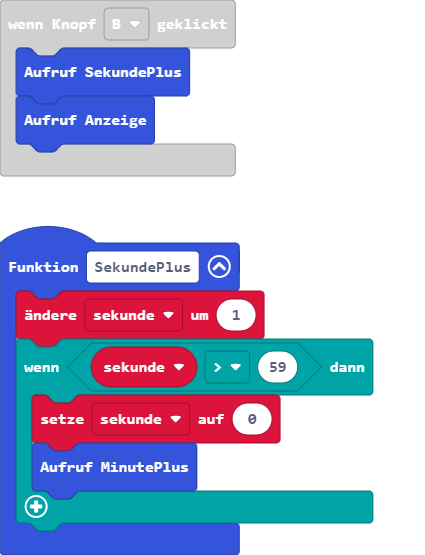 wenn Knopf B geklickt
Aufruf SekundePlus
Aufruf Anzeige
Funktion SekundePlus
ändere sekunde um 1
wenn sekunde > 59 dann
setze sekunde auf 0
Aufruf MinutePlus